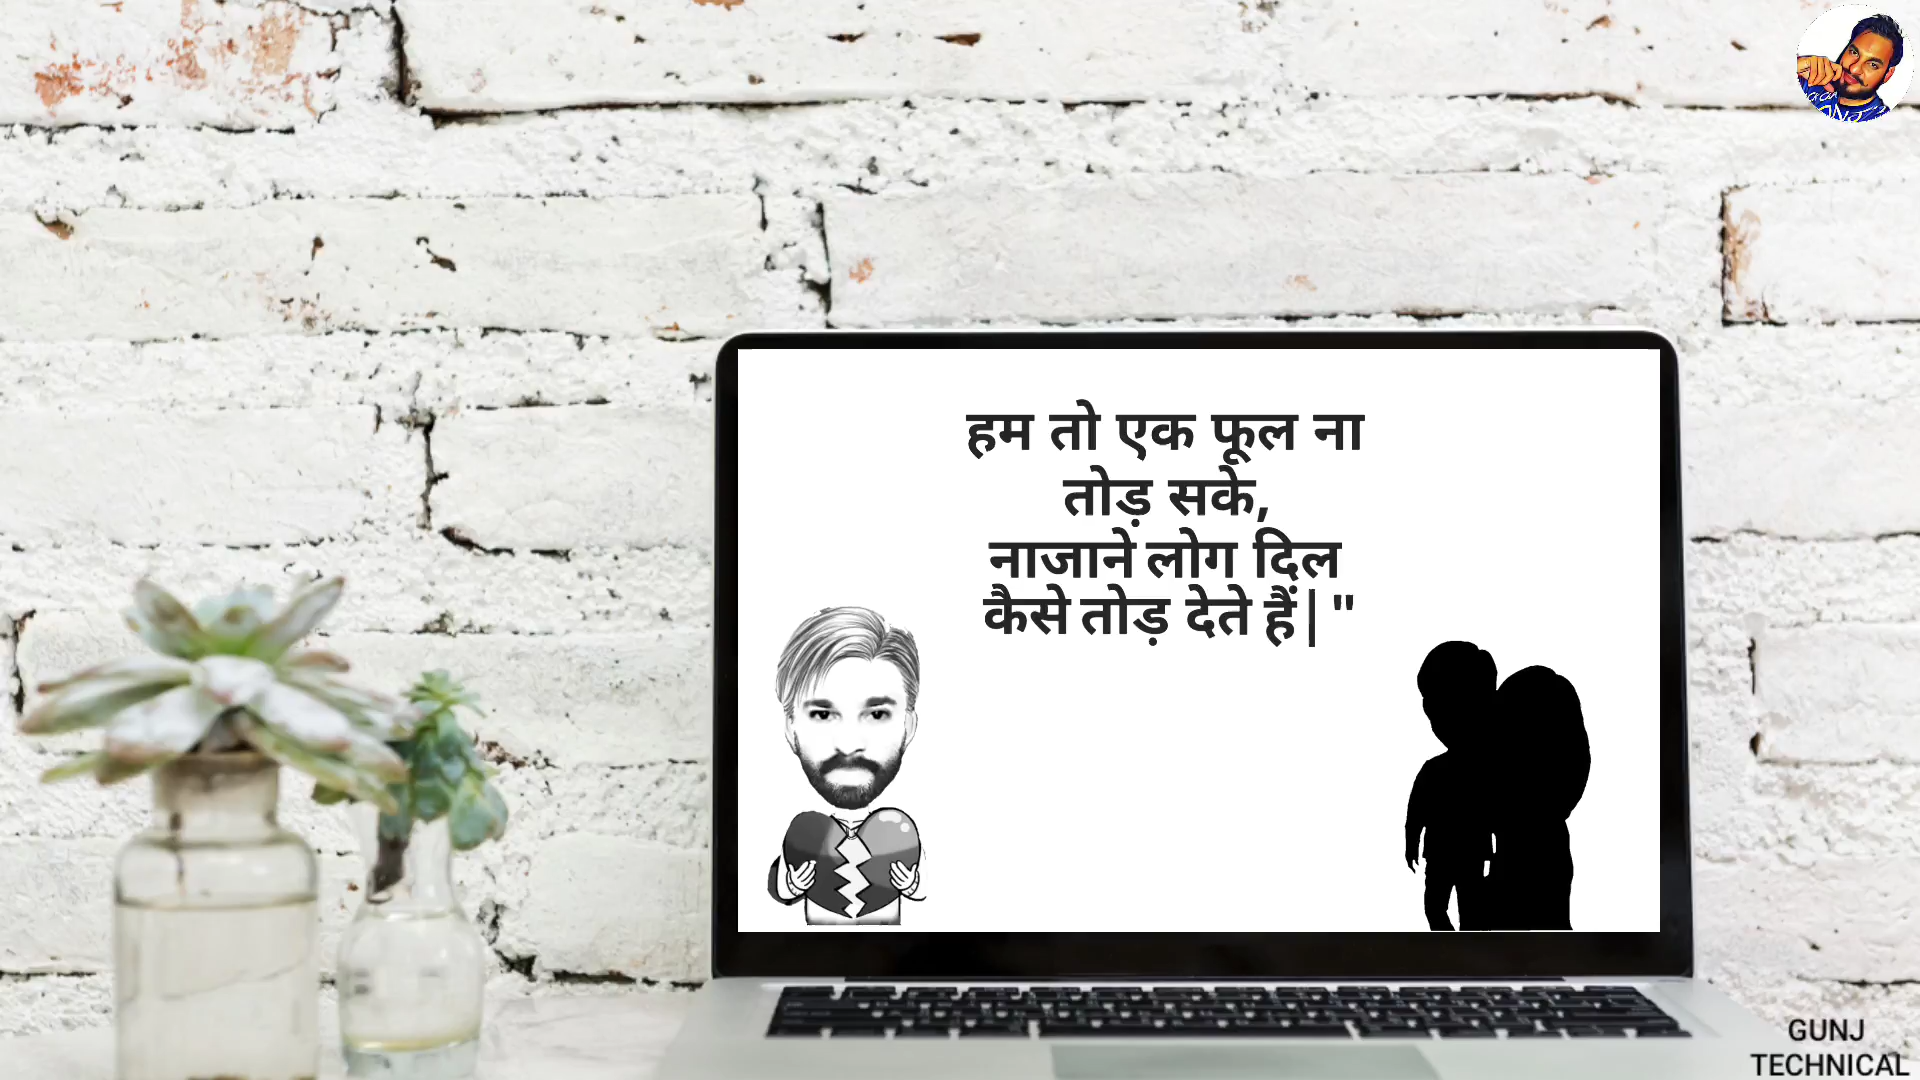 हम तो एक फूल ना
तोड़ सके,
नाजाने लोग दिल
कैसे तोड़ देते हैं| "
GUNJ
TECHNICAL